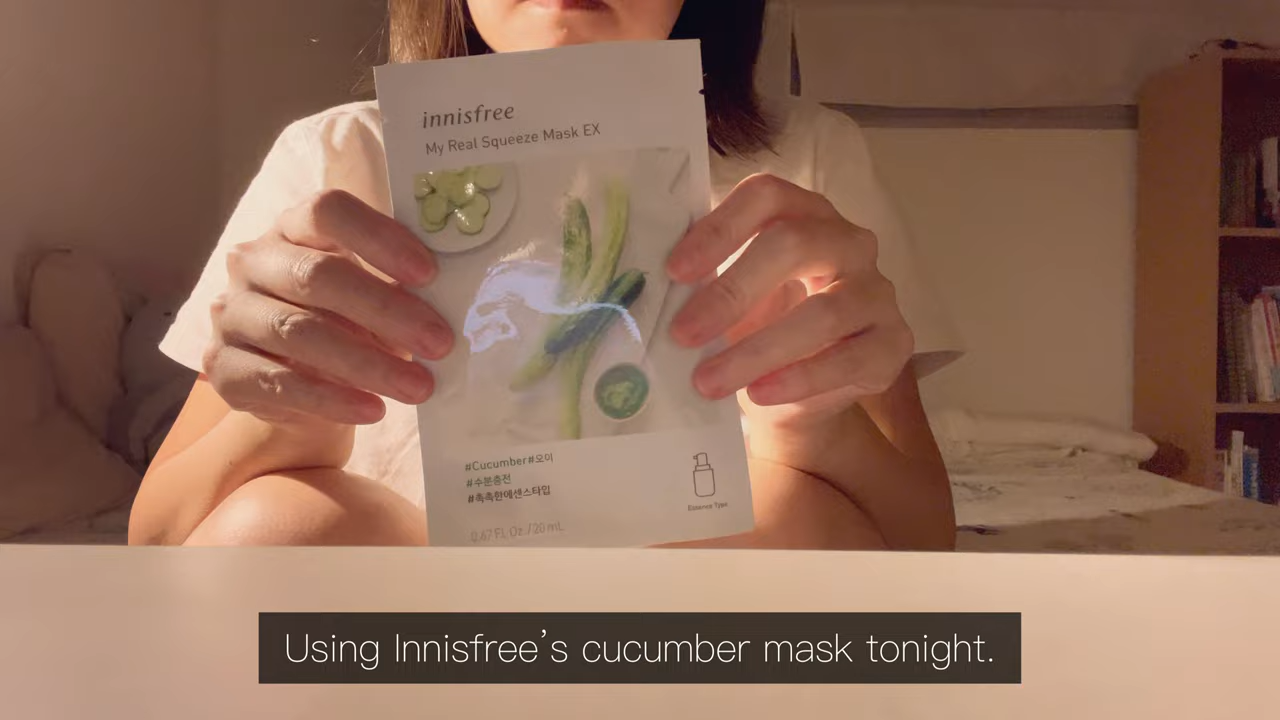 innisfree
My Real Squeeze Mask EX
#Cucumber#오이
#수분충전
#촉촉한에센스타입
Essence Type
0.67 FL.Oz./20 mL
Using Innisfree's cucumber mask tonight.